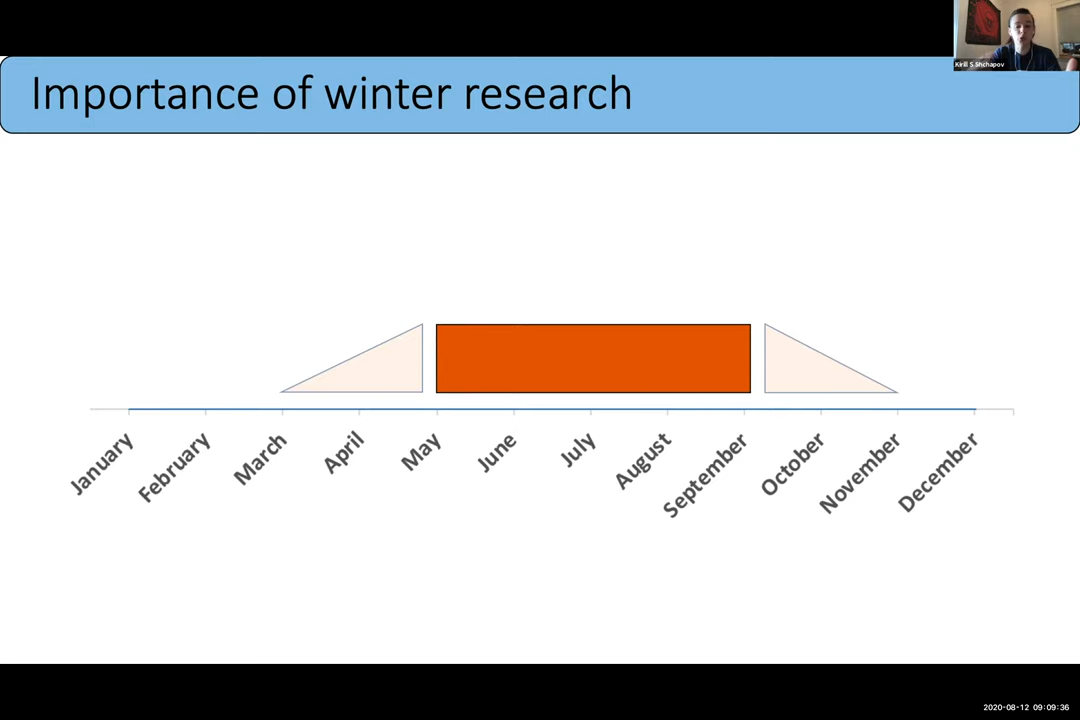 Kirill S Shchapov
Importance of winter research
January
February
March
April
May
June
July
August
September
October
November
December
2020-08-12 09:09:36